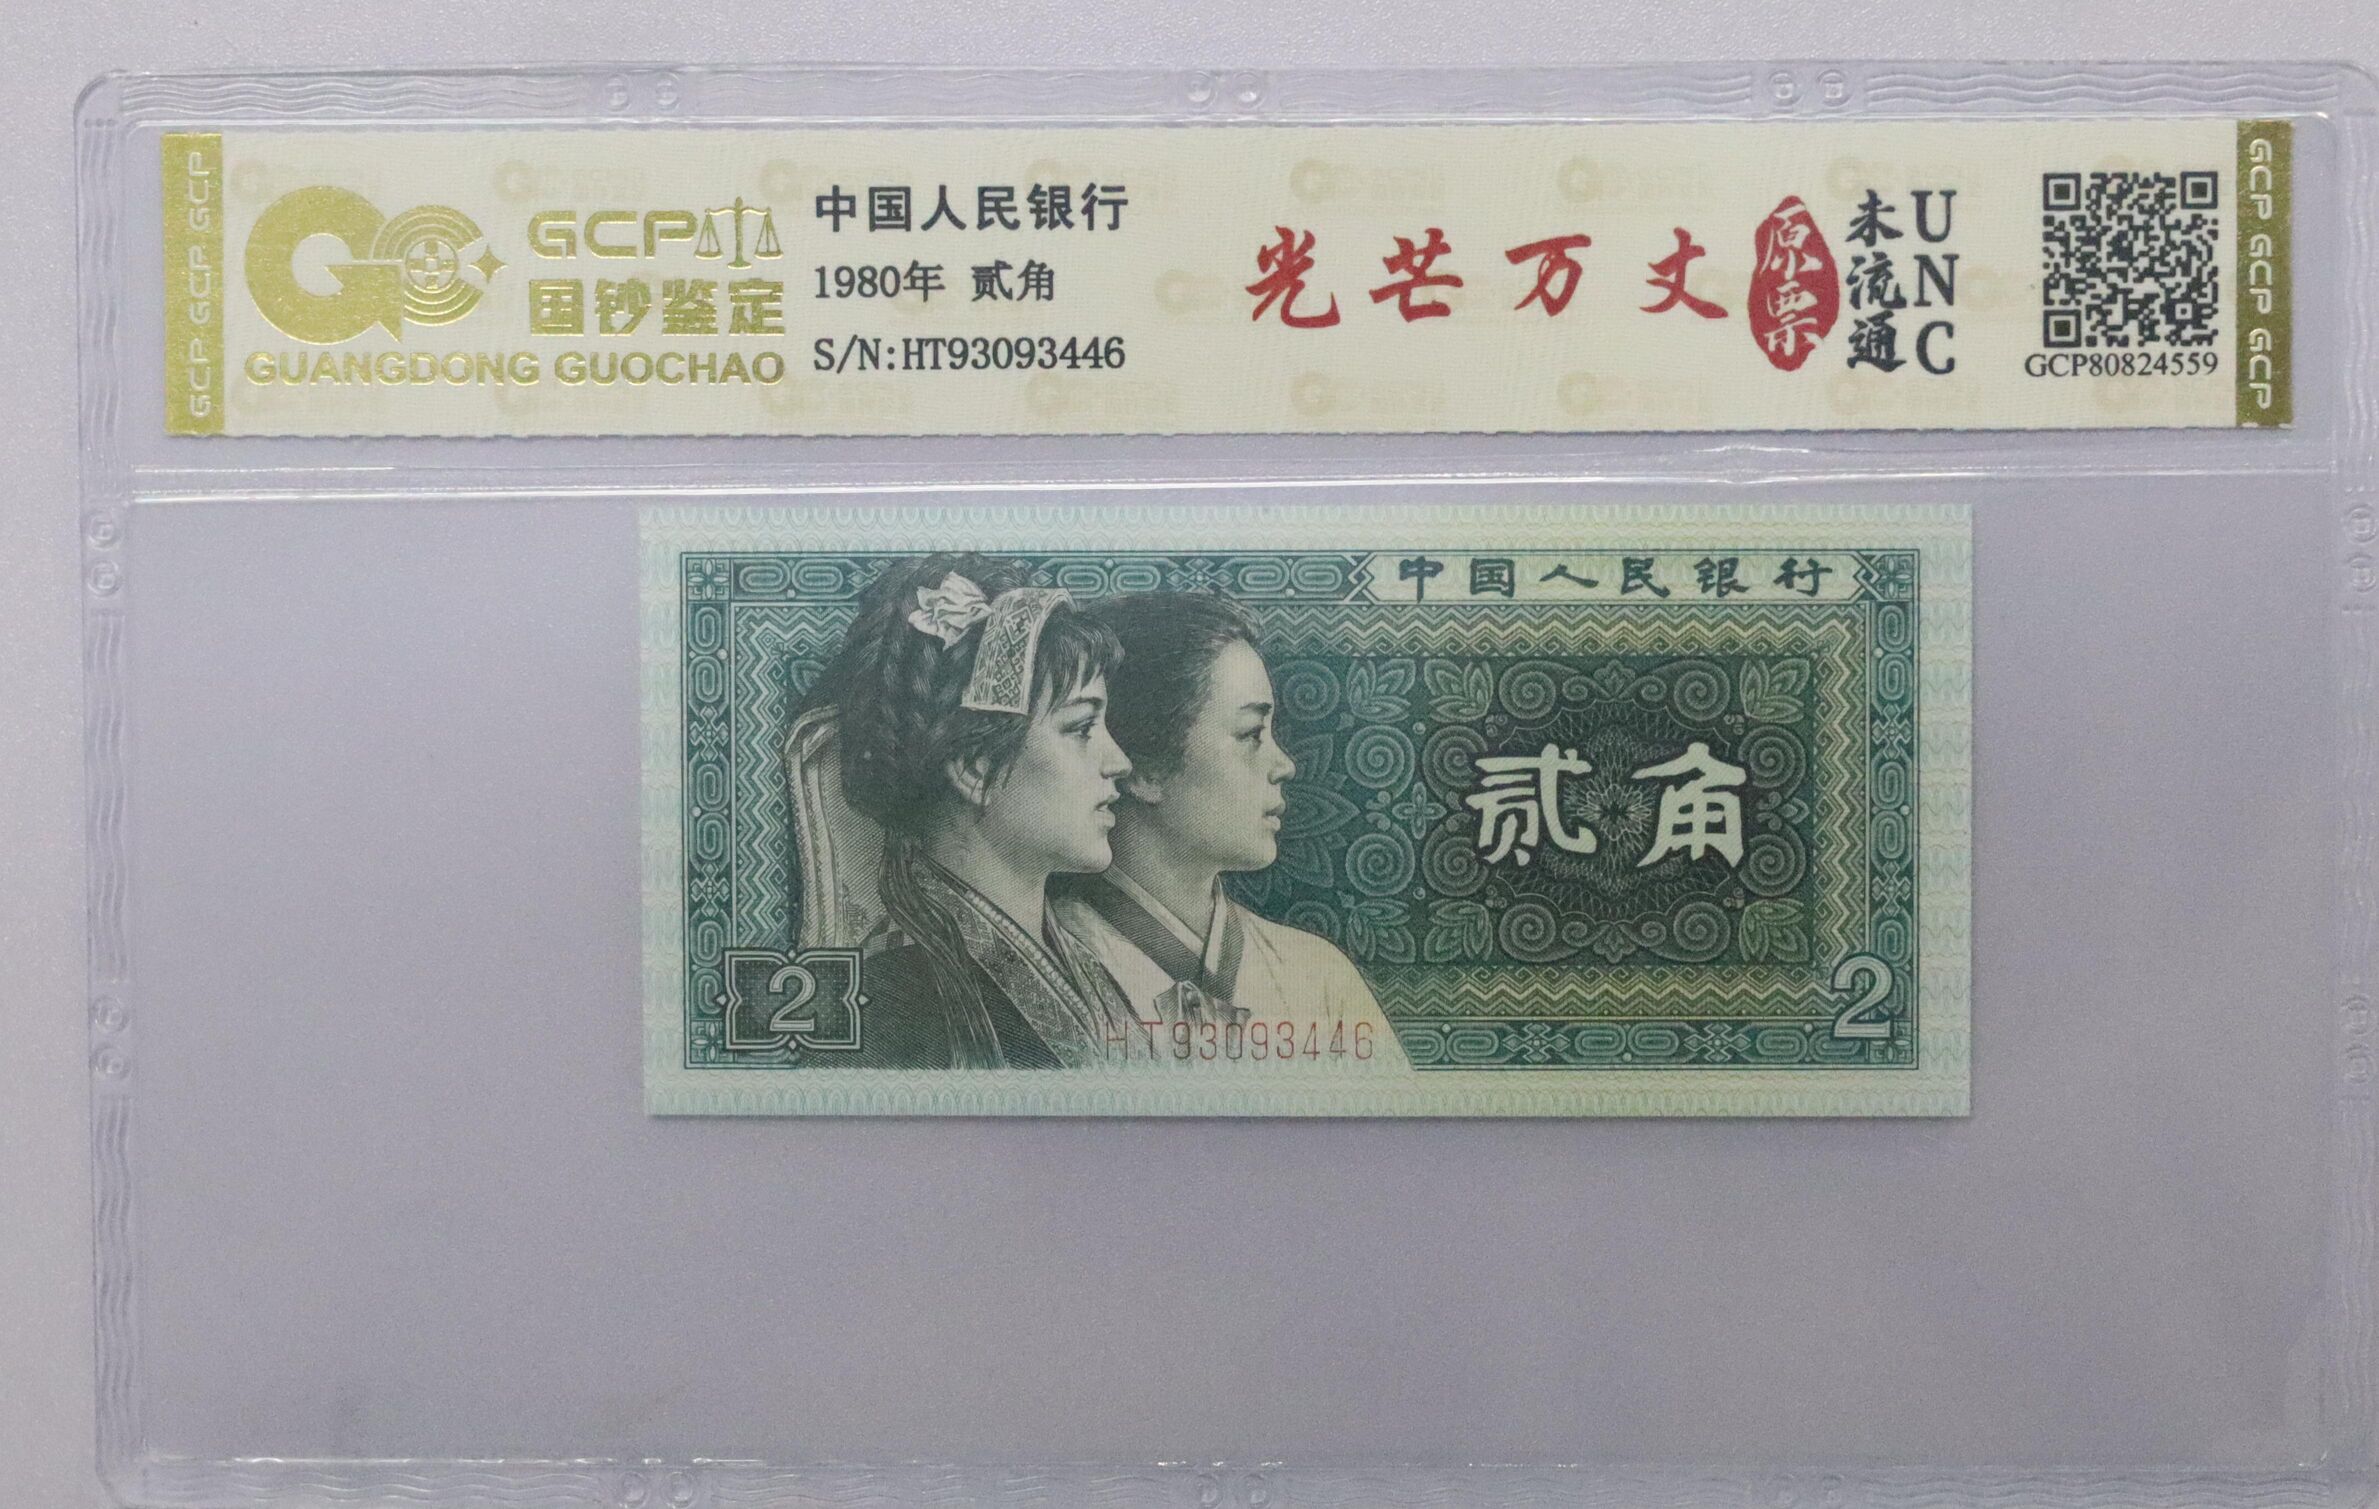 GCP GCP GCP
GCP
国钞鉴定
GUANGDONG GUOCHAO
中国人民银行
1980年 贰角
S/N:HT93093446
光芒万丈
原票
未流通
UNC
GCP80824559
GCP GCP GCP
中国人民银行
贰角
2
2
HT93093446